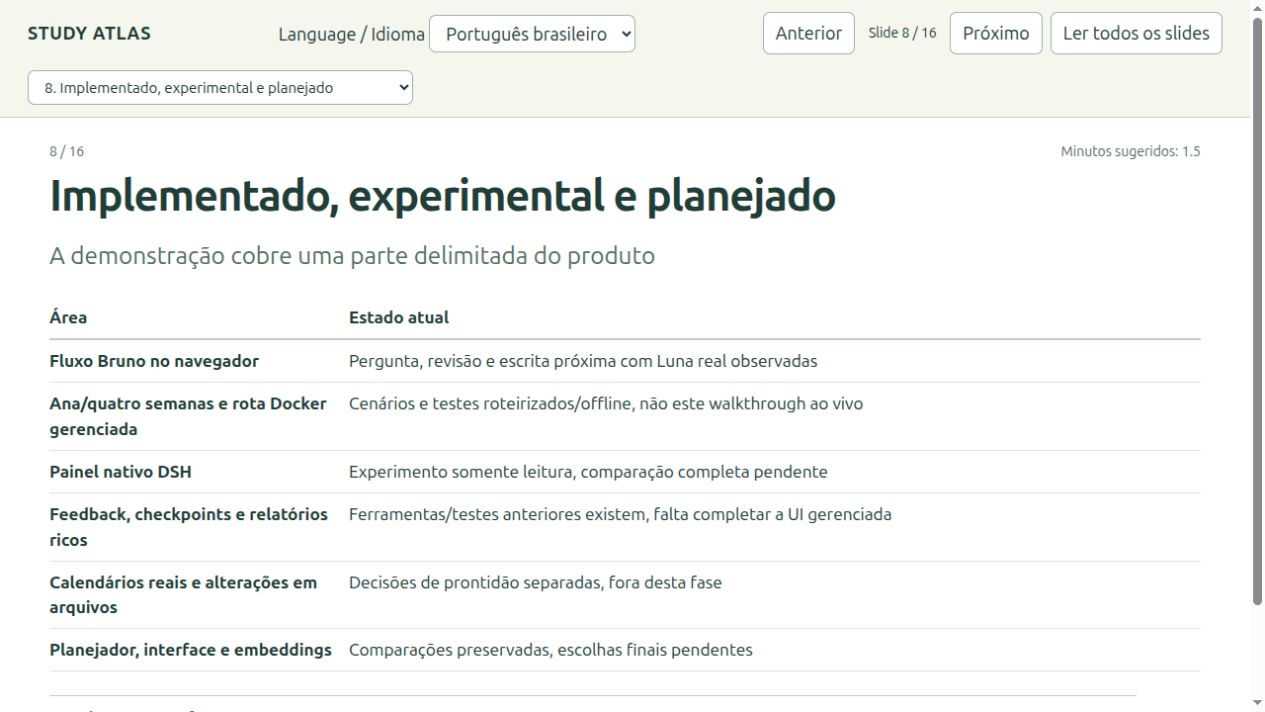 STUDY ATLAS
Language / Idioma Português brasileiro
Anterior Slide 8 / 16 Próximo Ler todos os slides
8. Implementado, experimental e planejado
8 / 16 Minutos sugeridos: 1.5
Implementado, experimental e planejado
A demonstração cobre uma parte delimitada do produto
Área Estado atual
Fluxo Bruno no navegador Pergunta, revisão e escrita próxima com Luna real observadas
Ana/quatro semanas e rota Docker Cenários e testes roteirizados/offline, não este walkthrough ao vivo
gerenciada
Painel nativo DSH Experimento somente leitura, comparação completa pendente
Feedback, checkpoints e relatórios Ferramentas/testes anteriores existem, falta completar a UI gerenciada
ricos
Calendários reais e alterações em Decisões de prontidão separadas, fora desta fase
arquivos
Planejador, interface e embeddings Comparações preservadas, escolhas finais pendentes